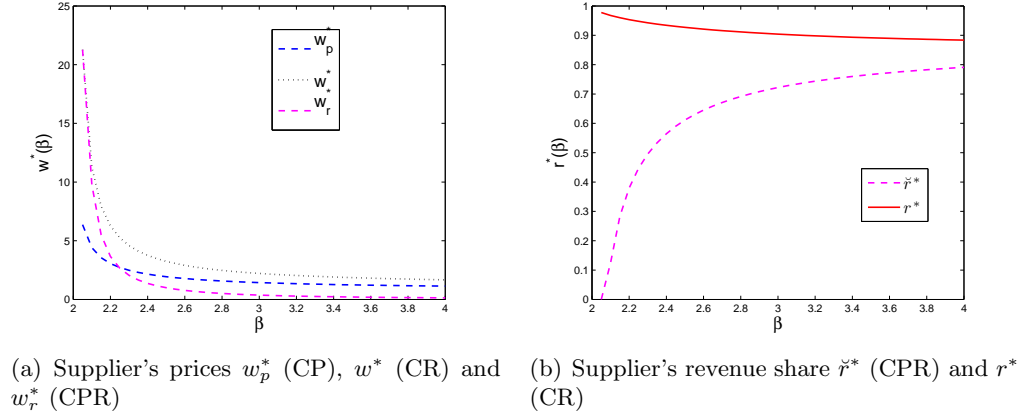 25
20
15
10
5
0
w*(β)
2 2.2 2.4 2.6 2.8 3 3.2 3.4 3.6 3.8 4
β
w*p
w*
w*r
1
0.9
0.8
0.7
0.6
0.5
0.4
0.3
0.2
0.1
0
r*(β)
2 2.2 2.4 2.6 2.8 3 3.2 3.4 3.6 3.8 4
β
r̆*
r*
(a) Supplier's prices w*p (CP), w* (CR) and
w*r (CPR)
(b) Supplier's revenue share r̆* (CPR) and r*
(CR)